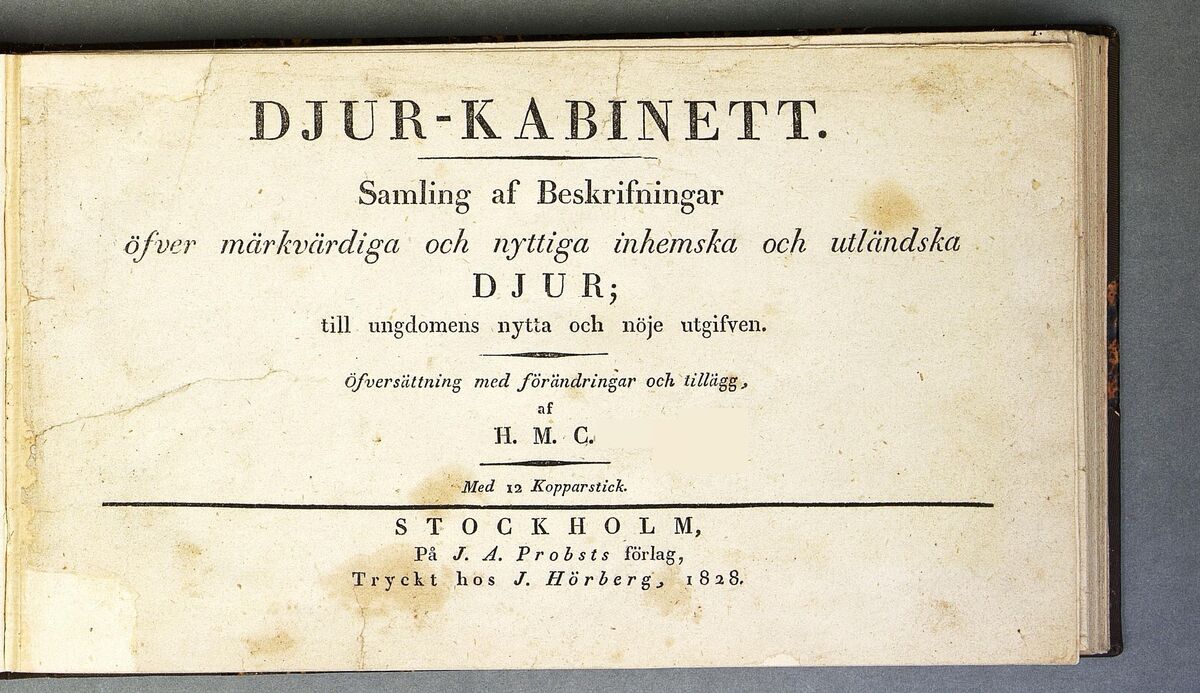 1.
DJUR-KABINETT.
Samling af Beskrifningar
öfver märkvärdiga och nyttiga inhemska och utländska
DJUR;
till ungdomens nytta och nöje utgifven.
Öfversättning med förändringar och tillägg,
af
H. M. C.
Med 12 Kopparstick.
STOCKHOLM,
På J. A. Probsts förlag,
Tryckt hos J. Hörberg, 1828.